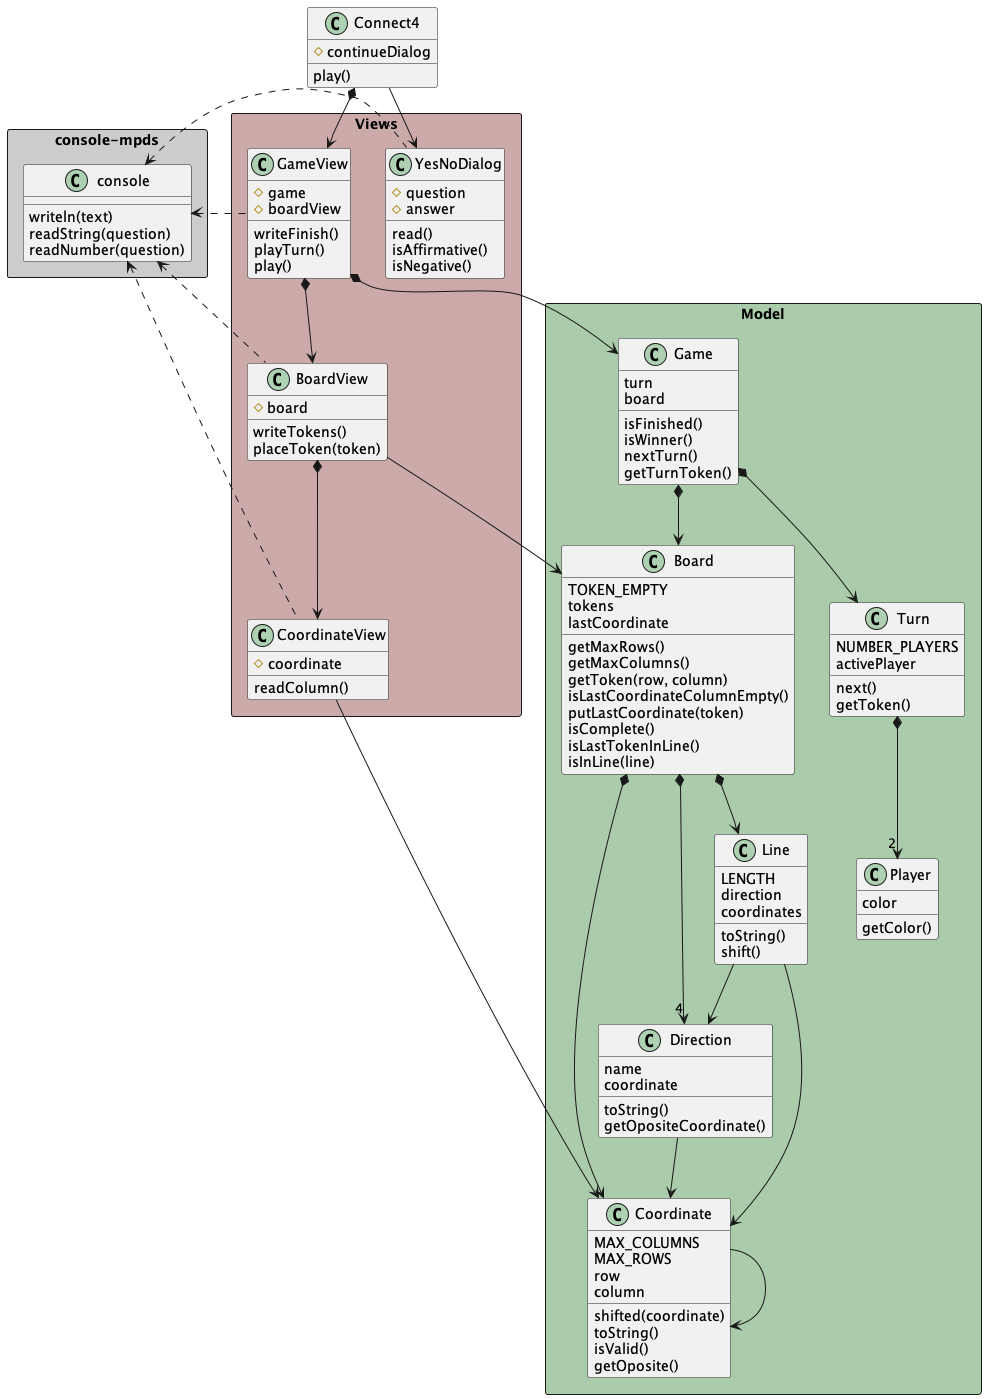 C Connect4
continueDialog
play()
console-mpds
C console
writeln(text)
readString(question)
readNumber(question)
Views
C GameView
game
boardView
writeFinish()
playTurn()
play()
C YesNoDialog
question
answer
read()
isAffirmative()
isNegative()
C BoardView
board
writeTokens()
placeToken(token)
C CoordinateView
coordinate
readColumn()
Model
C Game
turn
board
isFinished()
isWinner()
nextTurn()
getTurnToken()
C Board
TOKEN_EMPTY
tokens
lastCoordinate
getMaxRows()
getMaxColumns()
getToken(row, column)
isLastCoordinateColumnEmpty()
putLastCoordinate(token)
isComplete()
isLastTokenInLine()
isInLine(line)
C Turn
NUMBER_PLAYERS
activePlayer
next()
getToken()
2
C Player
color
getColor()
C Line
LENGTH
direction
coordinates
toString()
shift()
4
C Direction
name
coordinate
toString()
getOpositeCoordinate()
C Coordinate
MAX_COLUMNS
MAX_ROWS
row
column
shifted(coordinate)
toString()
isValid()
getOposite()